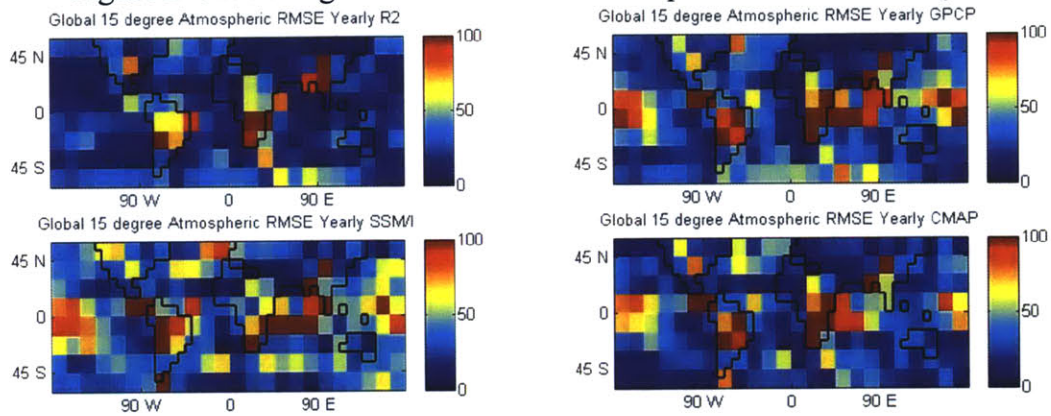 Global 15 degree Atmospheric RMSE Yearly R2
45 N
0
45 S
90 W 0 90 E
100
50
0
Global 15 degree Atmospheric RMSE Yearly GPCP
45 N
0
45 S
90 W 0 90 E
100
50
0
Global 15 degree Atmospheric RMSE Yearly SSM/I
45 N
0
45 S
90 W 0 90 E
100
50
0
Global 15 degree Atmospheric RMSE Yearly CMAP
45 N
0
45 S
90 W 0 90 E
100
50
0